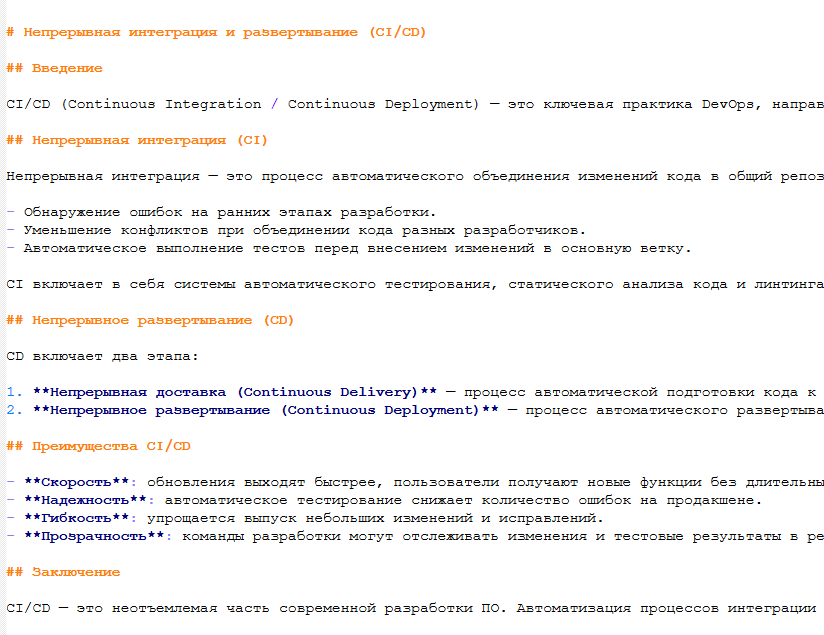 # Непрерывная интеграция и развертывание (CI/CD)
## Введение
CI/CD (Continuous Integration / Continuous Deployment) — это ключевая практика DevOps, направ
## Непрерывная интеграция (CI)
Непрерывная интеграция — это процесс автоматического объединения изменений кода в общий репоз
- Обнаружение ошибок на ранних этапах разработки.
- Уменьшение конфликтов при объединении кода разных разработчиков.
- Автоматическое выполнение тестов перед внесением изменений в основную ветку.
CI включает в себя системы автоматического тестирования, статического анализа кода и линтинга
## Непрерывное развертывание (CD)
CD включает два этапа:
1. **Непрерывная доставка (Continuous Delivery)** — процесс автоматической подготовки кода к
2. **Непрерывное развертывание (Continuous Deployment)** — процесс автоматического развертыва
## Преимущества CI/CD
- **Скорость**: обновления выходят быстрее, пользователи получают новые функции без длительны
- **Надежность**: автоматическое тестирование снижает количество ошибок на продакшене.
- **Гибкость**: упрощается выпуск небольших изменений и исправлений.
- **Прозрачность**: команды разработки могут отслеживать изменения и тестовые результаты в ре
## Заключение
CI/CD — это неотъемлемая часть современной разработки ПО. Автоматизация процессов интеграции